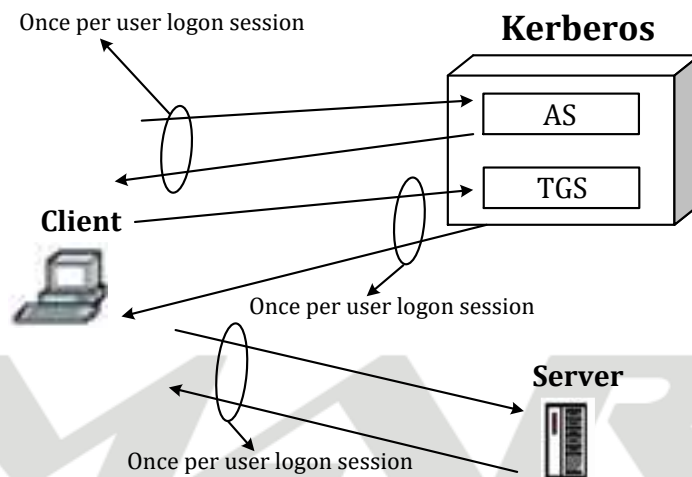 Once per user logon session
Kerberos
AS
TGS
Client
Once per user logon session
Server
Once per user logon session